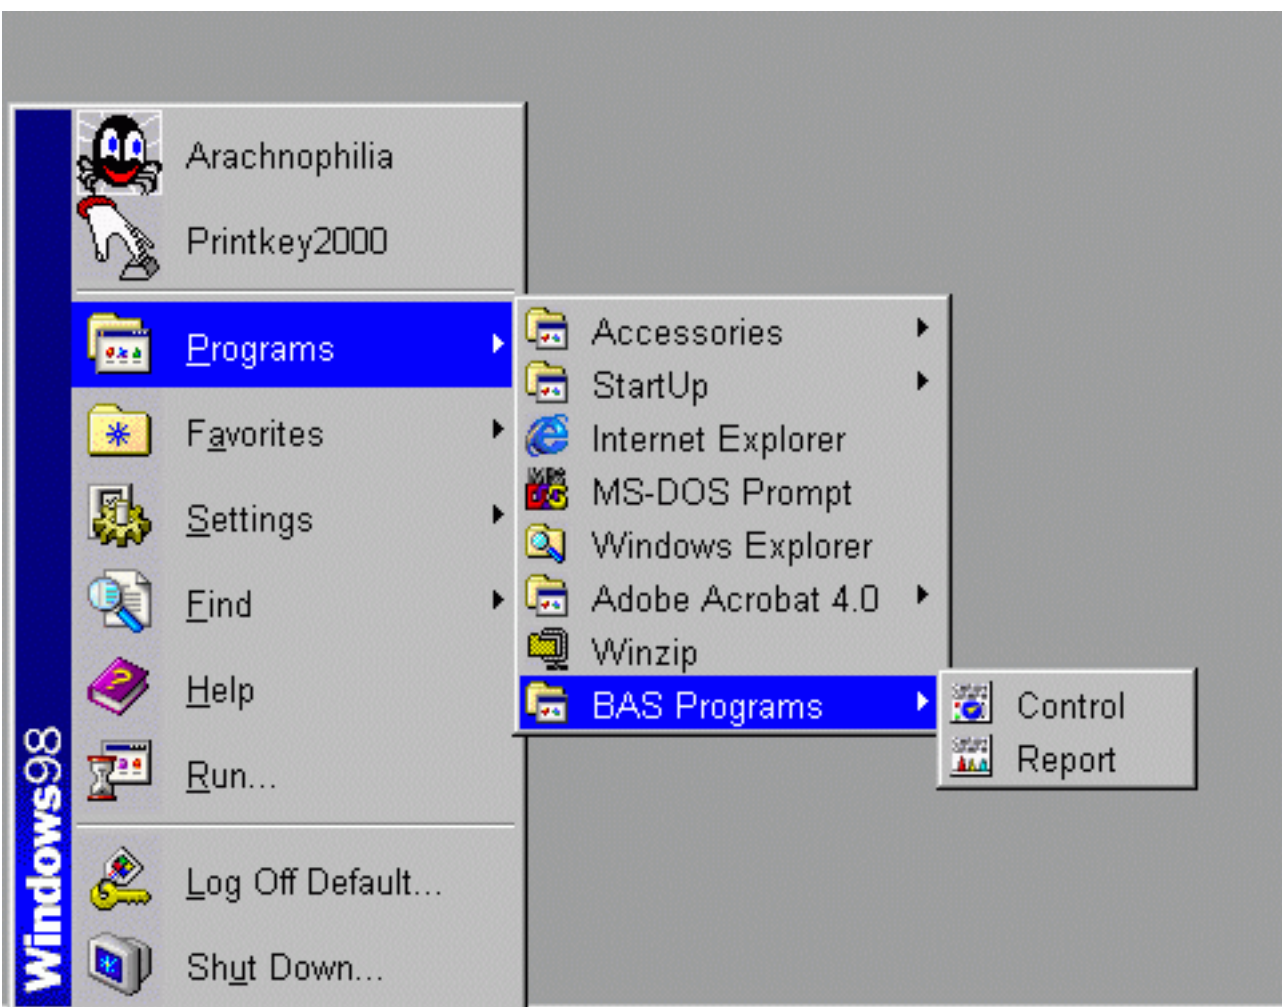 Arachnophilia
Printkey2000
Programs
Favorites
Settings
Find
Help
Run...
Log Off Default...
Shut Down...
Windows98
Accessories
StartUp
Internet Explorer
MS-DOS Prompt
Windows Explorer
Adobe Acrobat 4.0
Winzip
BAS Programs
Control
Report